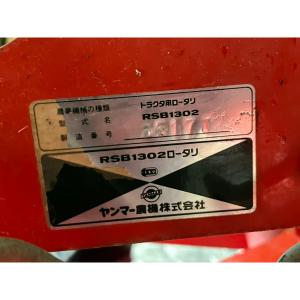 農夢機械の種類 トラクタ用ロータリ
型式名 RSB1302
製造番号
RSB1302ロータリ
ヤンマー農機株式会社